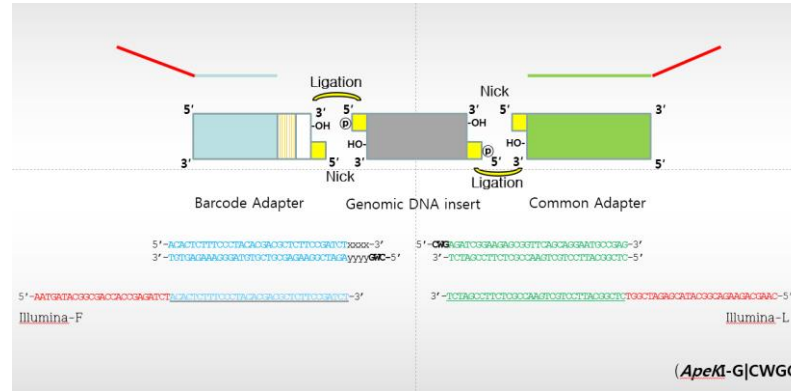 Ligation
Nick
5' 3' 5' 3' 5' 3'
-OH p -OH
HO- p HO-
3' 5' 3' 5' 3'
Nick
Ligation
Barcode Adapter Genomic DNA insert Common Adapter
5'-ACACTCTTTCCCTACACGACGCTCTTCCGATCTxxxx-3'
3'-TGTGAGAAAGGGATGTGCTGCGAGAAGGCTAGAyyyyGWC-5'
5'-CWGAGATCGGAAGAGCGGTTCAGCAGGAATGCCGAG-3'
3'-TCTAGCCTTCTCGCCAAGTCGTCCTTACGGCTC-5'
5'-AATGATACGGCGACCACCGAGATCTACACTCTTTCCCTACACGACGCTCTTCCGATCT-3'
Illumina-F
3'-TCTAGCCTTCTCGCCAAGTCGTCCTTACGGCTCTGGCTAGAGCATACGGCAGAAGACGAAC-5'
Illumina-L
(ApeKI-G|CWGC